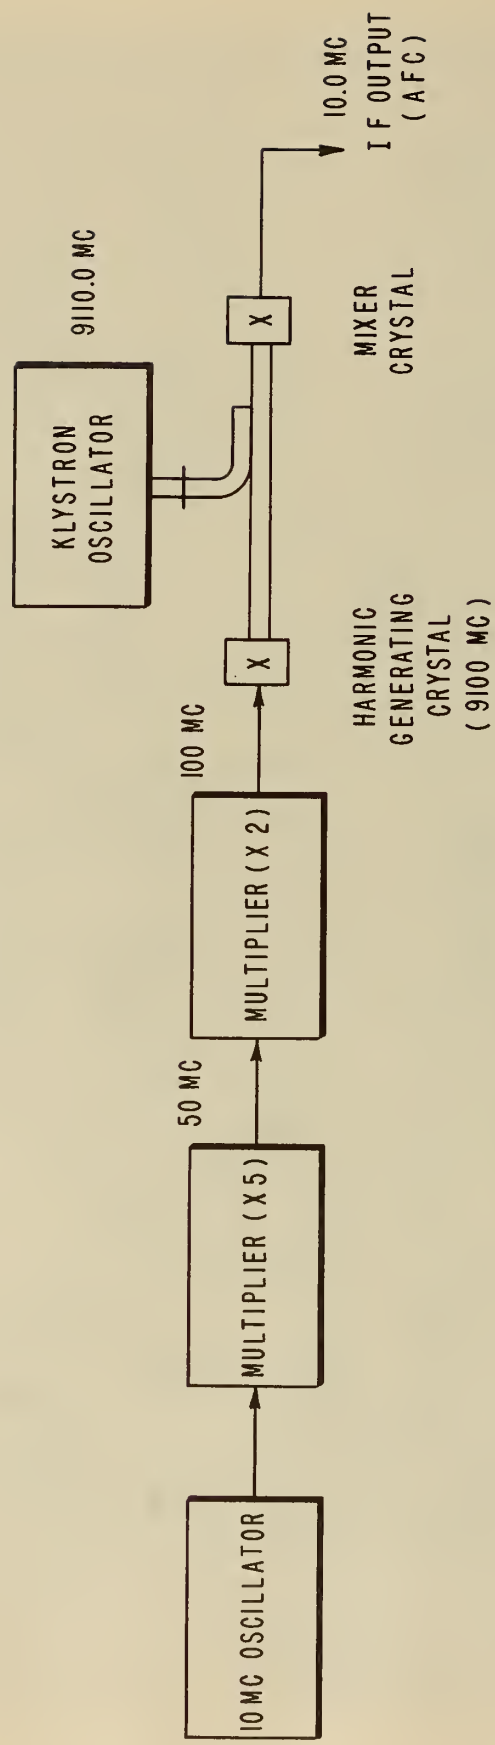 10 MC OSCILLATOR
MULTIPLIER (X5)
50 MC
MULTIPLIER (X2)
100 MC
X
HARMONIC
GENERATING
CRYSTAL
(9100 MC)
KLYSTRON
OSCILLATOR
9110.0 MC
X
MIXER
CRYSTAL
10.0 MC
IF OUTPUT
(AFC)